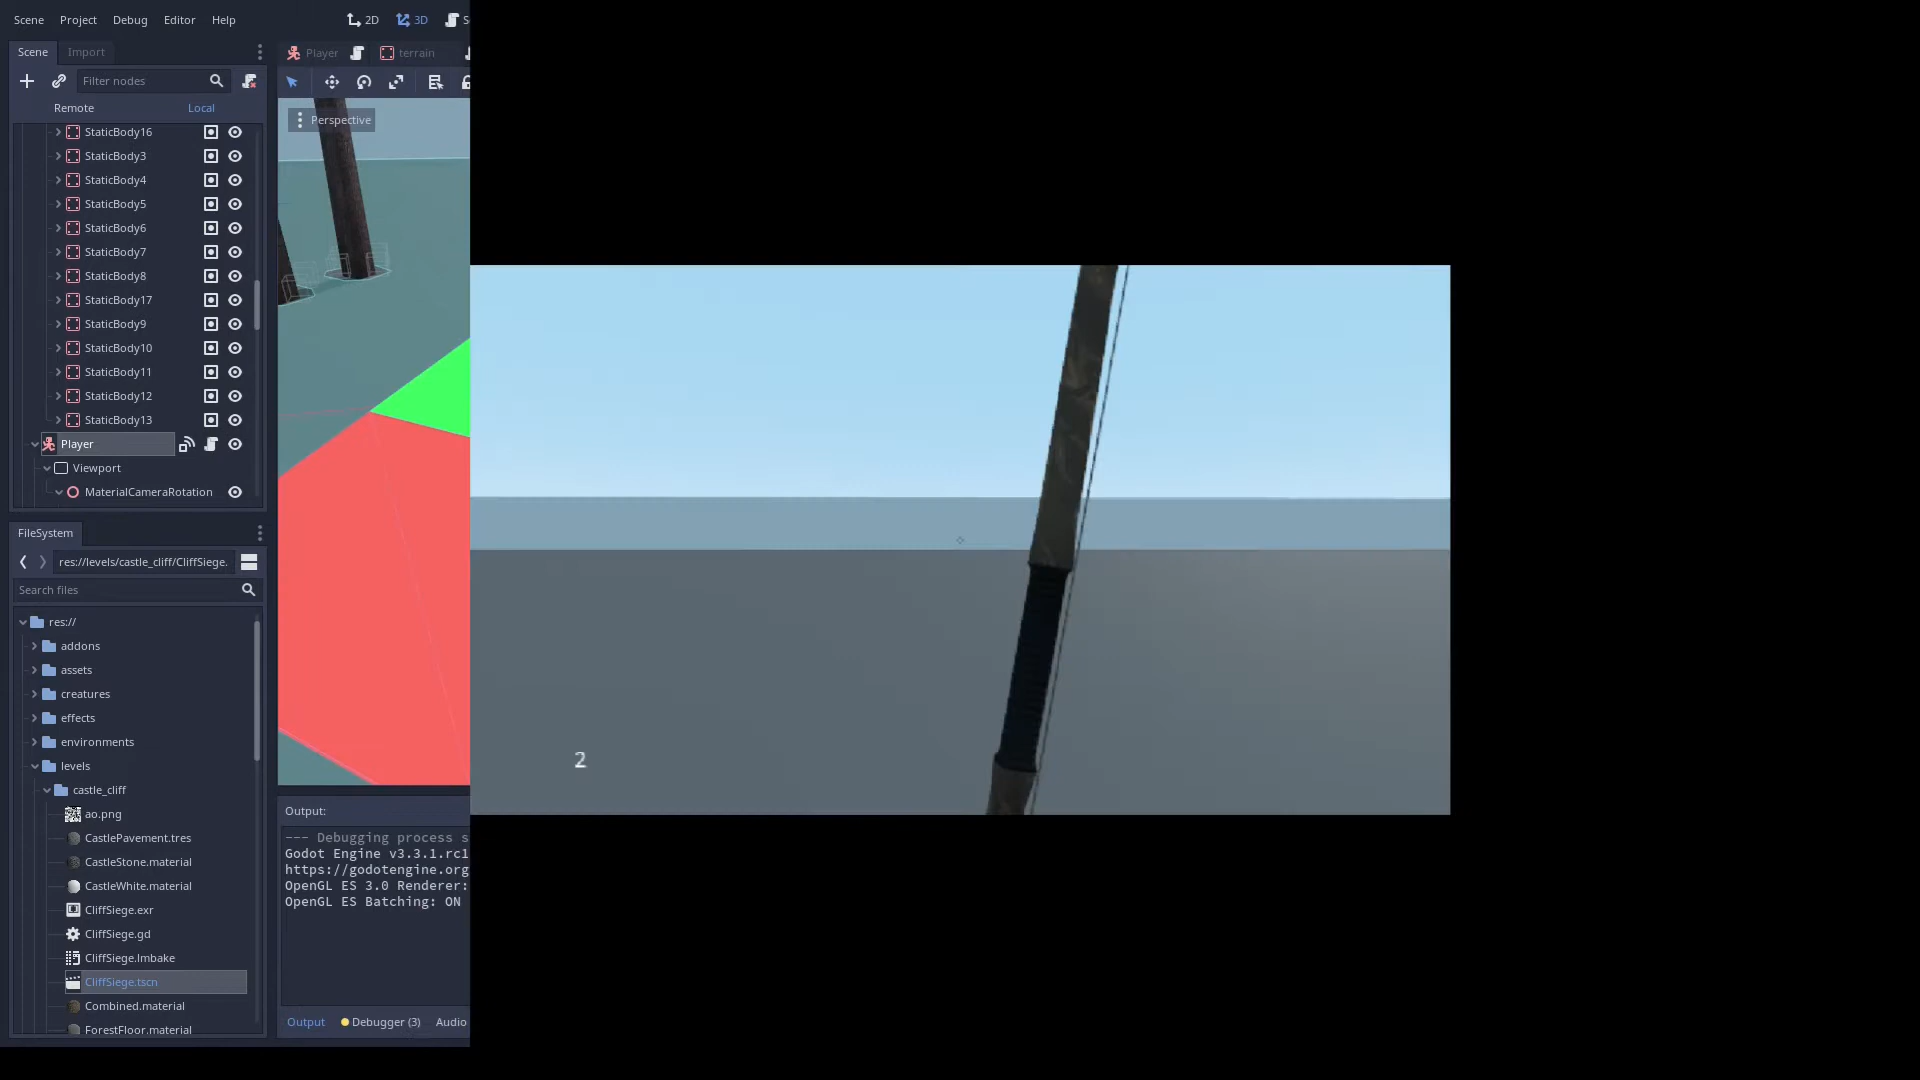 Scene Project Debug Editor Help
2D 3D S
Scene Import
Player terrain
Filter nodes
Remote Local
Perspective
StaticBody16
StaticBody3
StaticBody4
StaticBody5
StaticBody6
StaticBody7
StaticBody8
StaticBody17
StaticBody9
StaticBody10
StaticBody11
StaticBody12
StaticBody13
Player
Viewport
MaterialCameraRotation
FileSystem
res://levels/castle_cliff/CliffSiege.
Search files
res://
addons
assets
creatures
effects
environments
levels
castle_cliff
ao.png
CastlePavement.tres
CastleStone.material
CastleWhite.material
CliffSiege.exr
CliffSiege.gd
CliffSiege.lmbake
CliffSiege.tscn
Combined.material
ForestFloor.material
Output:
--- Debugging process s
Godot Engine v3.3.1.rc1
https://godotengine.org
OpenGL ES 3.0 Renderer:
OpenGL ES Batching: ON
Output Debugger (3) Audio
2